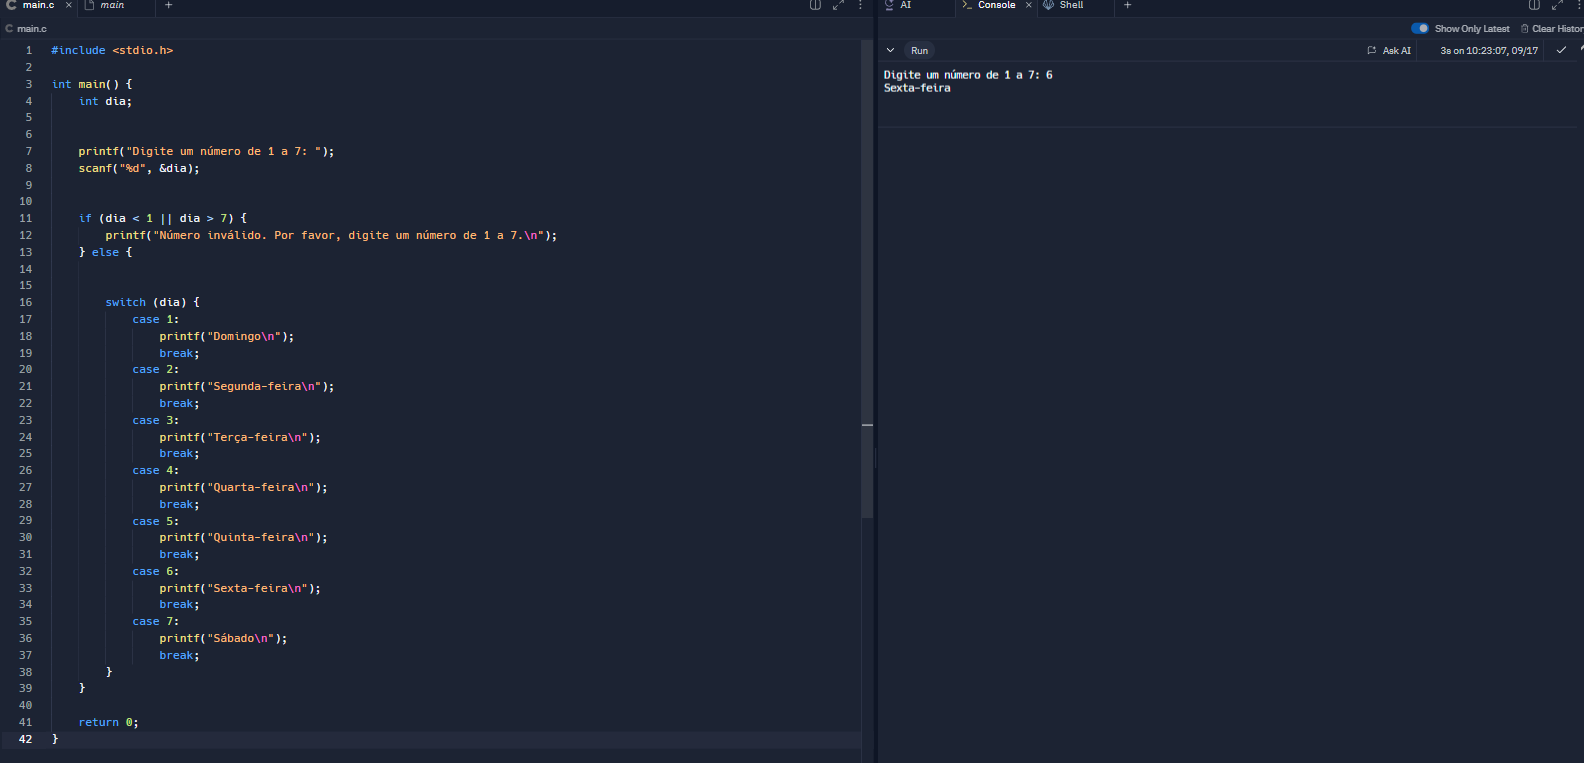 main.c × main +
main.c
1 #include <stdio.h>
2
3 int main() {
4     int dia;
5
6
7     printf("Digite um número de 1 a 7: ");
8     scanf("%d", &dia);
9
10
11     if (dia < 1 || dia > 7) {
12         printf("Número inválido. Por favor, digite um número de 1 a 7.\n");
13     } else {
14
15
16         switch (dia) {
17             case 1:
18                 printf("Domingo\n");
19                 break;
20             case 2:
21                 printf("Segunda-feira\n");
22                 break;
23             case 3:
24                 printf("Terça-feira\n");
25                 break;
26             case 4:
27                 printf("Quarta-feira\n");
28                 break;
29             case 5:
30                 printf("Quinta-feira\n");
31                 break;
32             case 6:
33                 printf("Sexta-feira\n");
34                 break;
35             case 7:
36                 printf("Sábado\n");
37                 break;
38         }
39     }
40
41     return 0;
42 }
AI Console × Shell +
Show Only Latest Clear Histor
Run Ask AI 3s on 10:23:07, 09/17
Digite um número de 1 a 7: 6
Sexta-feira